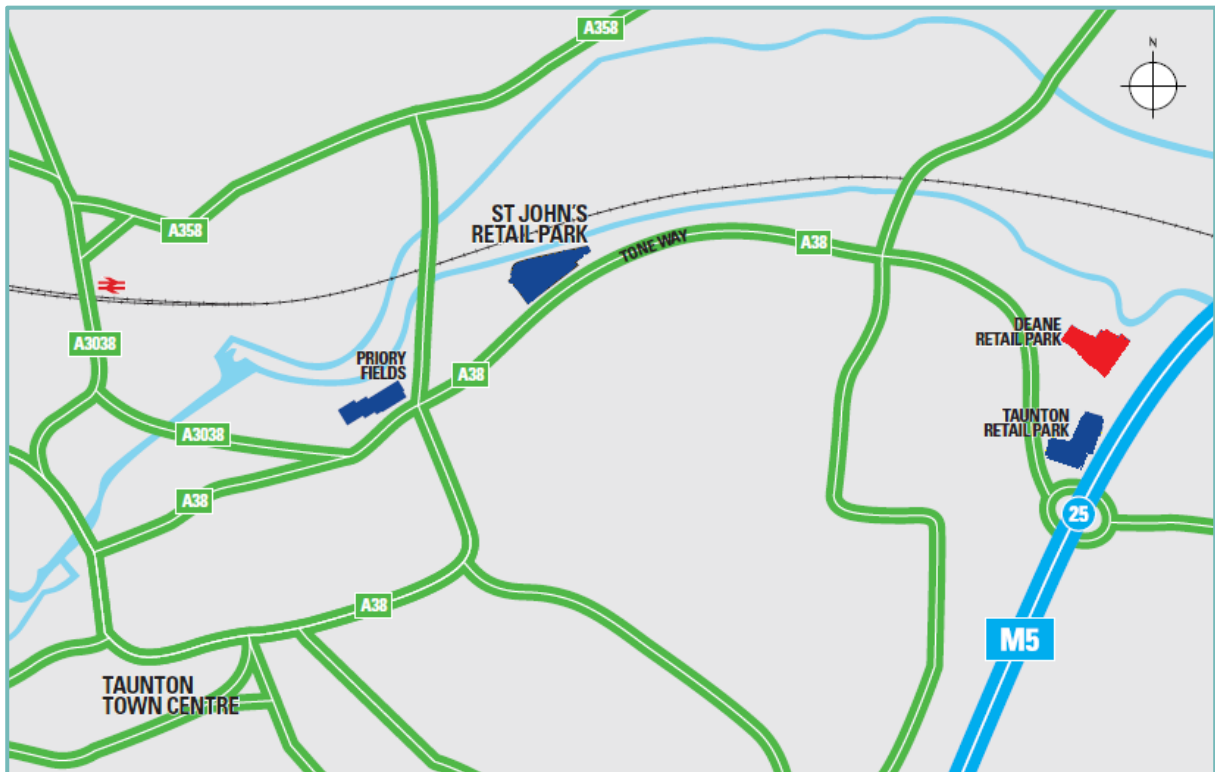 A358
N
A358
ST JOHN'S
RETAIL PARK
TONE WAY
A38
DEANE
RETAIL PARK
A3038
PRIORY
FIELDS
A38
TAUNTON
RETAIL PARK
A3038
A38
25
A38
M5
TAUNTON
TOWN CENTRE